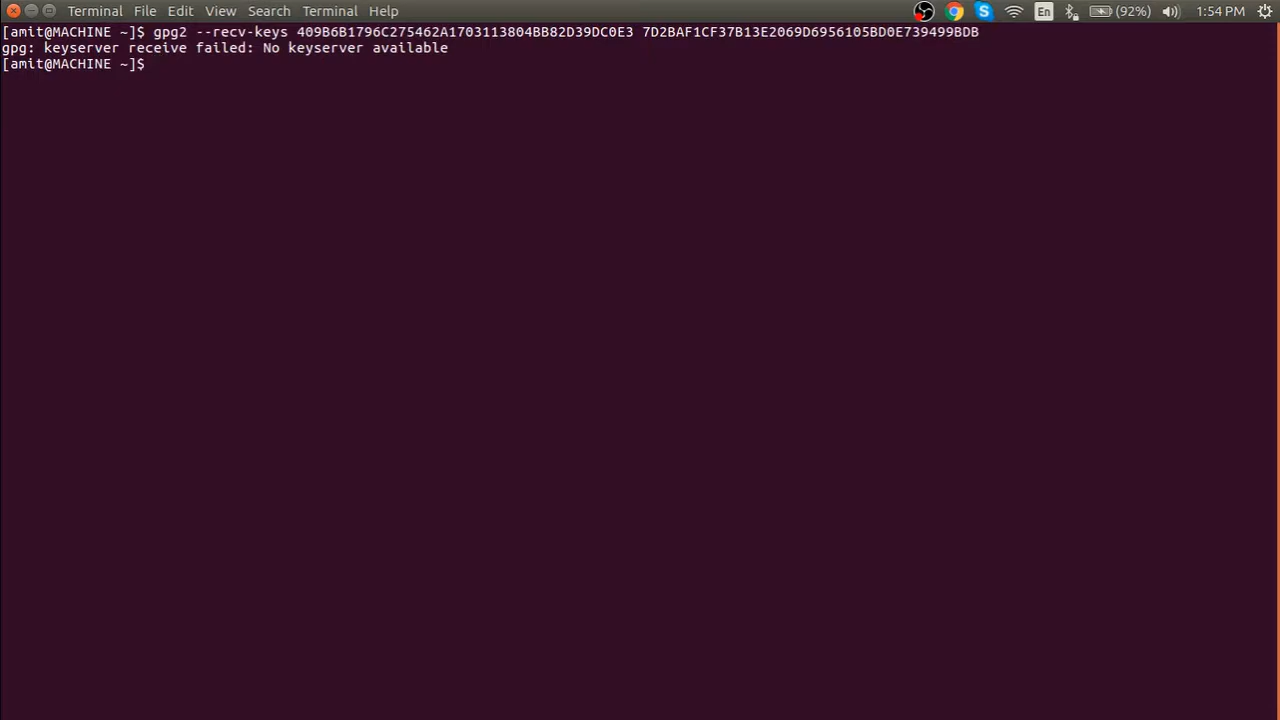 Terminal File Edit View Search Terminal Help En (92%) 1:54 PM
[amit@MACHINE ~]$ gpg2 --recv-keys 409B6B1796C275462A1703113804BB82D39DC0E3 7D2BAF1CF37B13E2069D6956105BD0E739499BDB
gpg: keyserver receive failed: No keyserver available
[amit@MACHINE ~]$